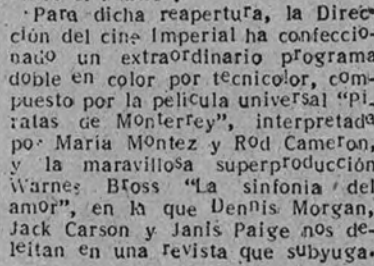 Para dicha reapertura, la Direc-
ción del cine Imperial ha confeccio-
nado un extraordinario programa
doble en color por tecnicolor, com-
puesto por la película universal "Pi-
ratas de Monterrey", interpretada
por Maria Montez y Rod Cameron,
y la maravillosa superproducción
Warner Bross "La sinfonia del
amor", en la que Dennis Morgan,
Jack Carson y Janis Paige nos de-
leitan en una revista que subyuga.